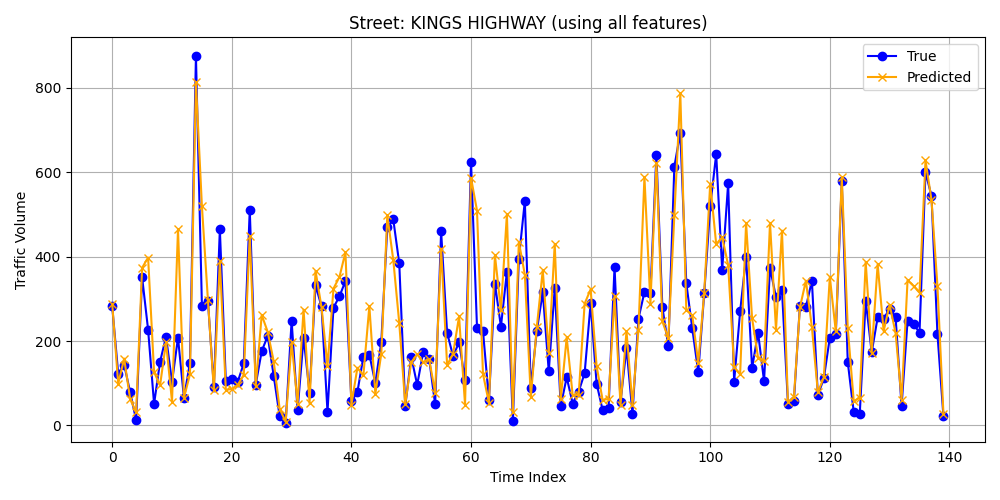 Street: KINGS HIGHWAY (using all features)
True
Predicted
Traffic Volume
800
600
400
200
0
0 20 40 60 80 100 120 140
Time Index